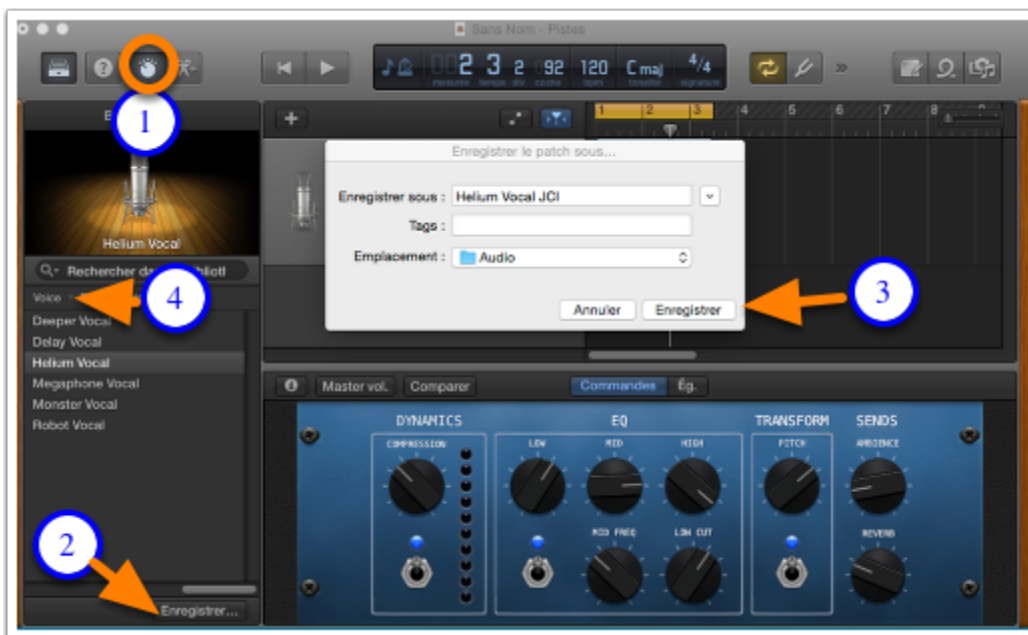 Sans Nom - Pistes
2 3 2 92 120 C maj 4/4
mesures temps div coche bpm tonalité signature
1
1 2 3 4 5 6 7 8
Enregistrer le patch sous...
Enregistrer sous : Helium Vocal JCI
Tags :
Emplacement : Audio
Annuler Enregistrer
3
Helium Vocal
Rechercher
Voice
4
Deeper Vocal
Delay Vocal
Helium Vocal
Megaphone Vocal
Monster Vocal
Robot Vocal
2
Enregistrer...
Master vol. Comparer Commandes Ég.
DYNAMICS EQ TRANSFORM SENDS
COMPRESSION LOW MID HIGH PITCH AMBIENCE
MID FREQ LOW CUT REVERB